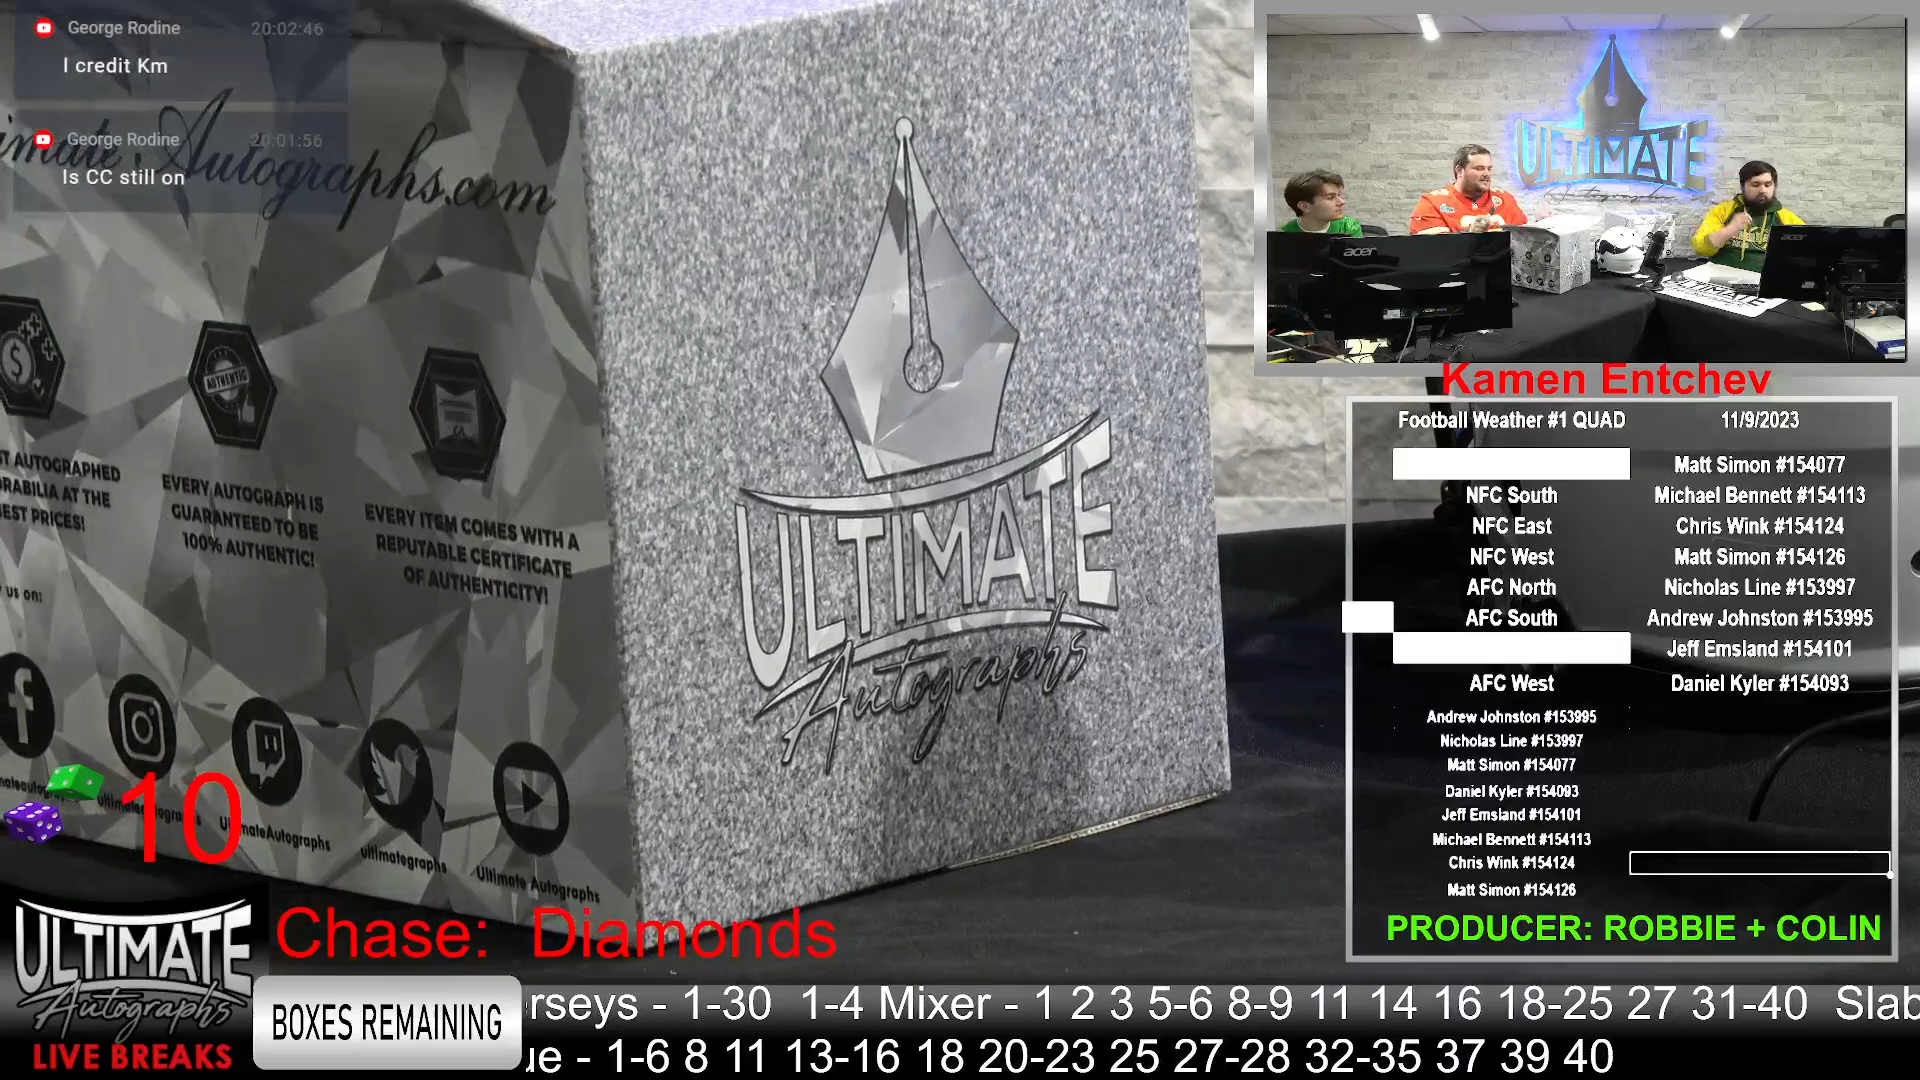 George Rodine 20:02:46
I credit Km
George Rodine 20:01:56
Is CC still on
Autographs.com
AUTHENTIC
T AUTOGRAPHED
RABILIA AT THE
EST PRICES!
EVERY AUTOGRAPH IS
GUARANTEED TO BE
100% AUTHENTIC!
EVERY ITEM COMES WITH A
REPUTABLE CERTIFICATE
OF AUTHENTICITY!
us on:
UltimateAutographs
ultimategraphs
Ultimate Autographs
10
ULTIMATE
Autographs
ULTIMATE
Autographs
acer
acer
ULTIMATE
Kamen Entchev
Football Weather #1 QUAD 11/9/2023
Matt Simon #154077
NFC South Michael Bennett #154113
NFC East Chris Wink #154124
NFC West Matt Simon #154126
AFC North Nicholas Line #153997
AFC South Andrew Johnston #153995
Jeff Emsland #154101
AFC West Daniel Kyler #154093
Andrew Johnston #153995
Nicholas Line #153997
Matt Simon #154077
Daniel Kyler #154093
Jeff Emsland #154101
Michael Bennett #154113
Chris Wink #154124
Matt Simon #154126
PRODUCER: ROBBIE + COLIN
Chase: Diamonds
ULTIMATE
Autographs
LIVE BREAKS
BOXES REMAINING
erseys - 1-30 1-4 Mixer - 1 2 3 5-6 8-9 11 14 16 18-25 27 31-40 Slab
ue - 1-6 8 11 13-16 18 20-23 25 27-28 32-35 37 39 40